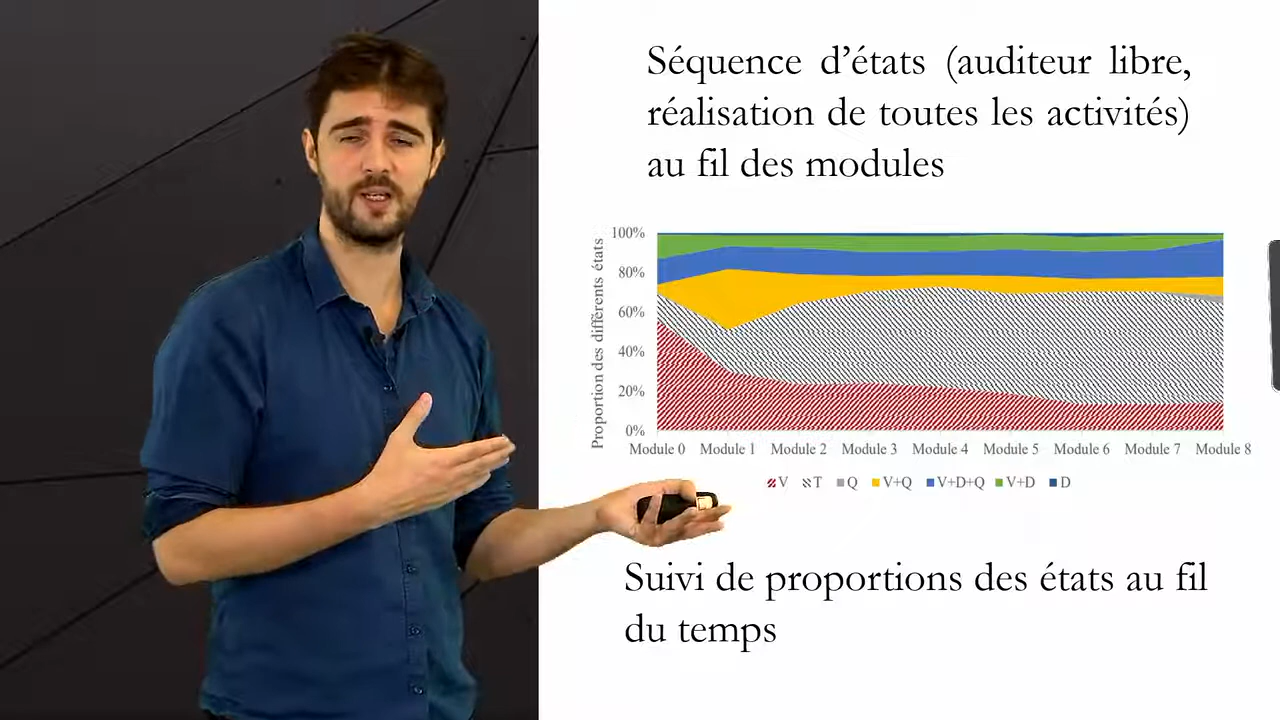 Séquence d'états (auditeur libre,
réalisation de toutes les activités)
au fil des modules
Proportion des différents états
100%
80%
60%
40%
20%
0%
Module 0 Module 1 Module 2 Module 3 Module 4 Module 5 Module 6 Module 7 Module 8
V T Q V+Q V+D+Q V+D D
Suivi de proportions des états au fil
du temps